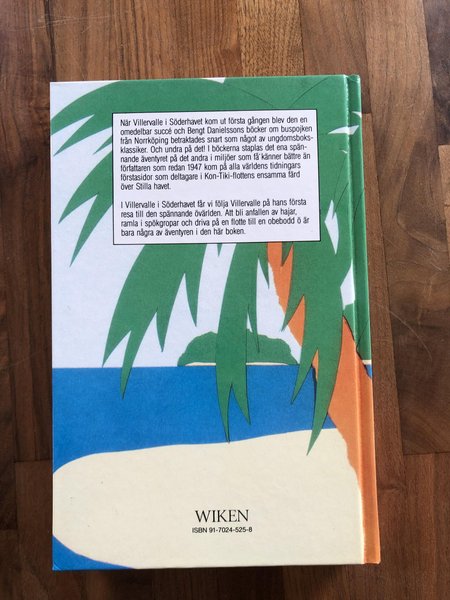 När Villervalle i Söderhavet kom ut första gången blev den en
omedelbar succé och Bengt Danielssons böcker om buspojken
från Norrköping betraktades snart som något av ungdomsboks-
klassiker. Och undra på det! I böckerna staplas det ena spän-
nande äventyret på det andra i miljöer som få känner bättre än
författaren som redan 1947 kom på alla världens tidningars
förstasidor som deltagare i Kon-Tiki-flottens ensamma färd
över Stilla havet.
I Villervalle i Söderhavet får vi följa Villervalle på hans första
resa till den spännande övärlden. Att bli anfallen av hajar,
ramla i spökgropar och driva på en flotte till en obebodd ö är
bara några av äventyren i den här boken.
WIKEN
ISBN 91-7024-525-8